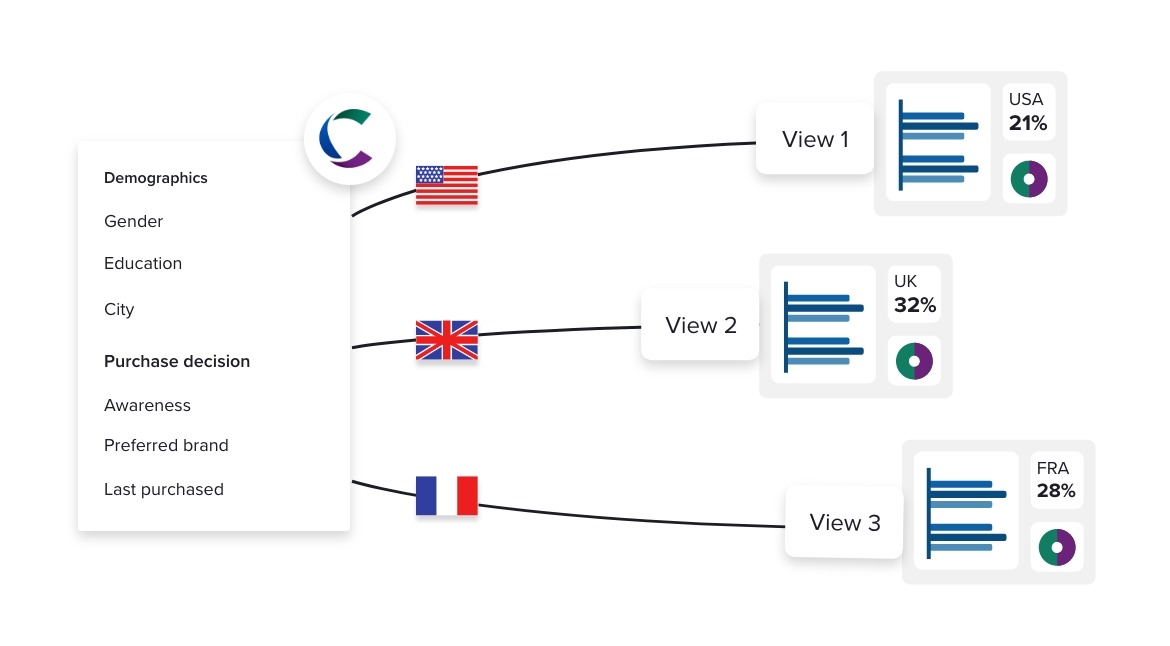 Demographics
Gender
Education
City
Purchase decision
Awareness
Preferred brand
Last purchased
View 1
USA
21%
View 2
UK
32%
View 3
FRA
28%